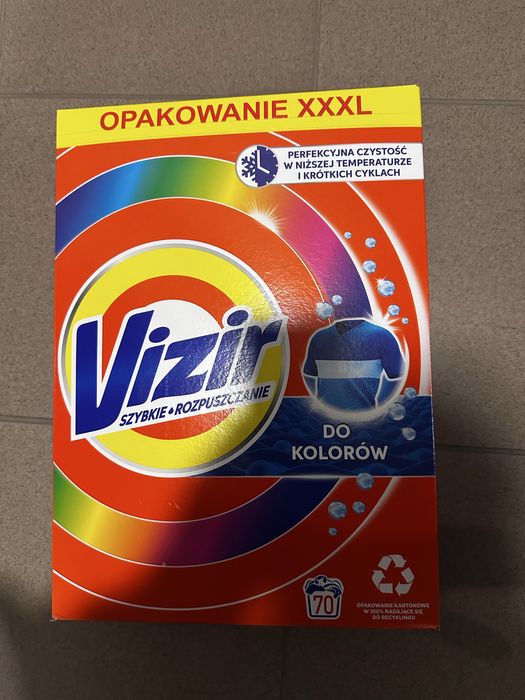 OPAKOWANIE XXXL
PERFEKCYJNA CZYSTOŚĆ
W NIŻSZEJ TEMPERATURZE
I KRÓTKICH CYKLACH
Vizir
SZYBKIE•ROZPUSZCZANIE
DO
KOLORÓW
70
OPAKOWANIE KARTONOWE
W 100% NADAJĄCE SIĘ
DO RECYKLINGU